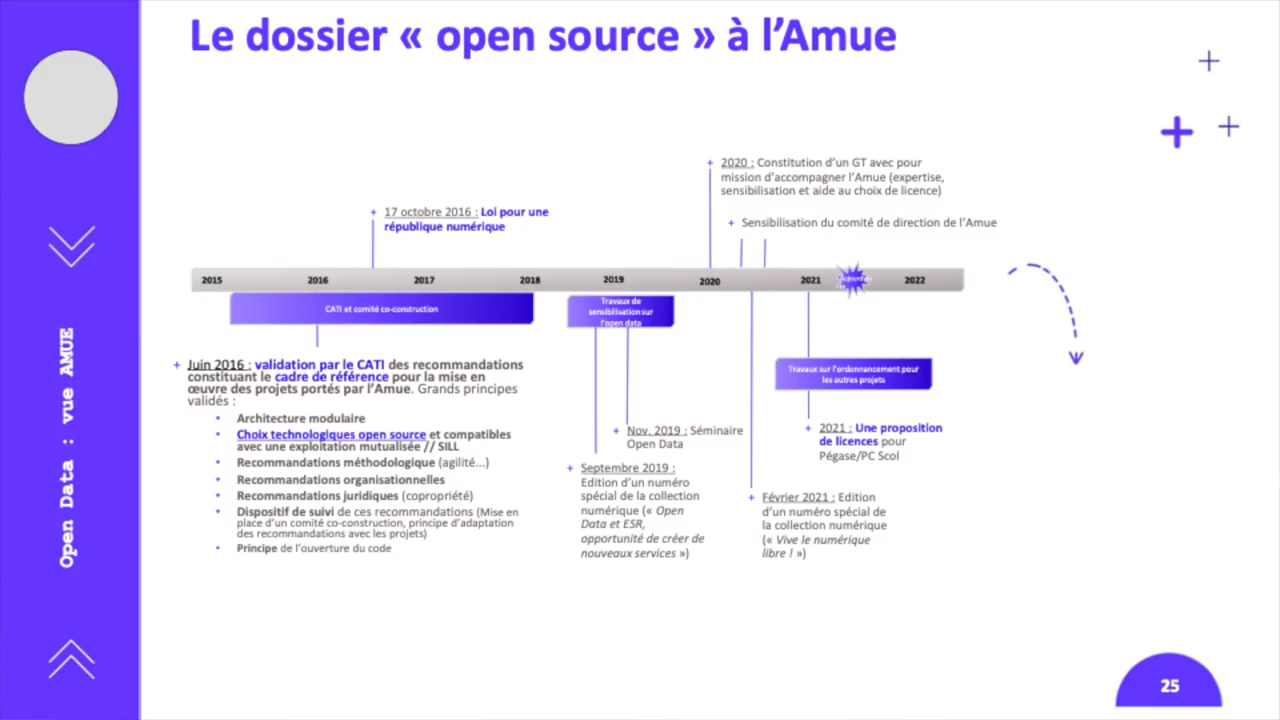 Le dossier « open source » à l’Amue
Open Data : vue AMUE
2020 : Constitution d’un GT avec pour
mission d’accompagner l’Amue (expertise,
sensibilisation et aide au choix de licence)
17 octobre 2016 : Loi pour une
république numérique
Sensibilisation du comité de direction de l’Amue
2015 2016 2017 2018 2019 2020 2021 Aujourd'hui 2022
CATI et comité co-construction
Travaux de
sensibilisation sur
l’open data
Juin 2016 : validation par le CATI des recommandations
constituant le cadre de référence pour la mise en
œuvre des projets portés par l’Amue. Grands principes
validés :
• Architecture modulaire
• Choix technologiques open source et compatibles
avec une exploitation mutualisée // SILL
• Recommandations méthodologique (agilité...)
• Recommandations organisationnelles
• Recommandations juridiques (copropriété)
• Dispositif de suivi de ces recommandations (Mise en
place d’un comité co-construction, principe d’adaptation
des recommandations avec les projets)
• Principe de l’ouverture du code
Nov. 2019 : Séminaire
Open Data
Septembre 2019 :
Edition d’un numéro
spécial de la collection
numérique (« Open
Data et ESR,
opportunité de créer de
nouveaux services »)
Travaux sur l’ordonnancement pour
les autres projets
2021 : Une proposition
de licences pour
Pégase/PC Scol
Février 2021 : Edition
d’un numéro spécial de
la collection numérique
(« Vive le numérique
libre ! »)
25